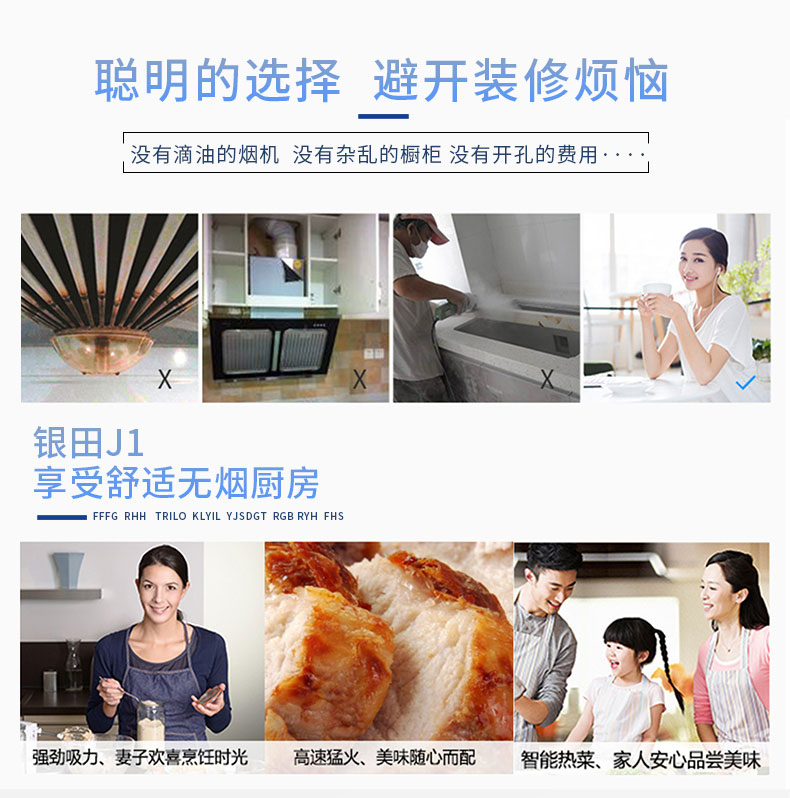 聪明的选择 避开装修烦恼
没有滴油的烟机 没有杂乱的橱柜 没有开孔的费用····
X
X
X
银田J1
享受舒适无烟厨房
FFFG RHH TRILO KLYIL YJSDGT RGB RYH FHS
强劲吸力、妻子欢喜烹饪时光
高速猛火、美味随心而配
智能热菜、家人安心品尝美味